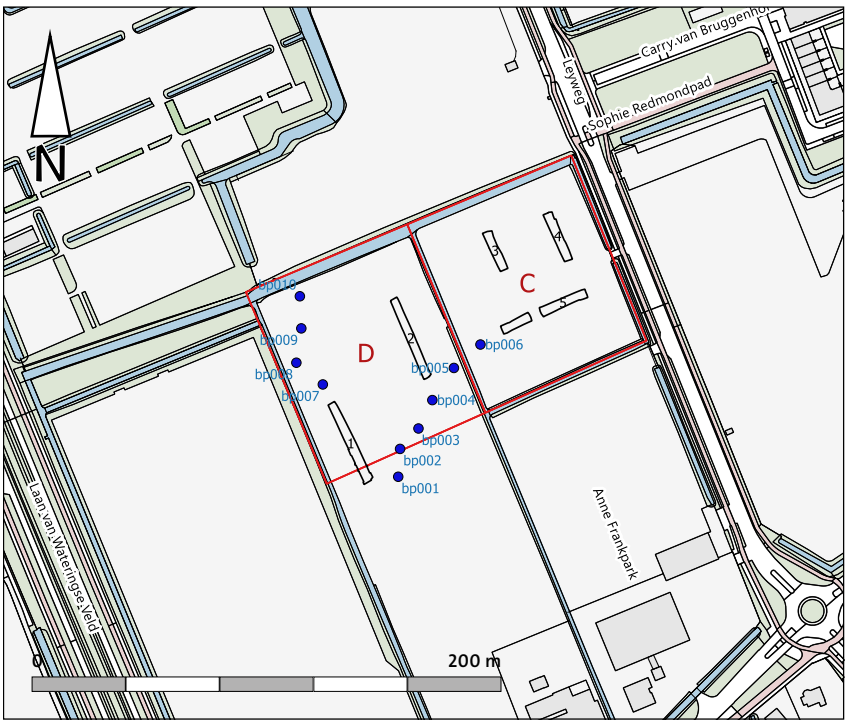 Carry van Bruggenho
Leyweg
Sophie Redmondpad
N
4
3
C
5
bp010
bp009
2
bp006
D
bp005
bp008
bp007
bp004
1
bp003
bp002
bp001
Laan van Wateringse Veld
Anne Frankpark
0
200 m